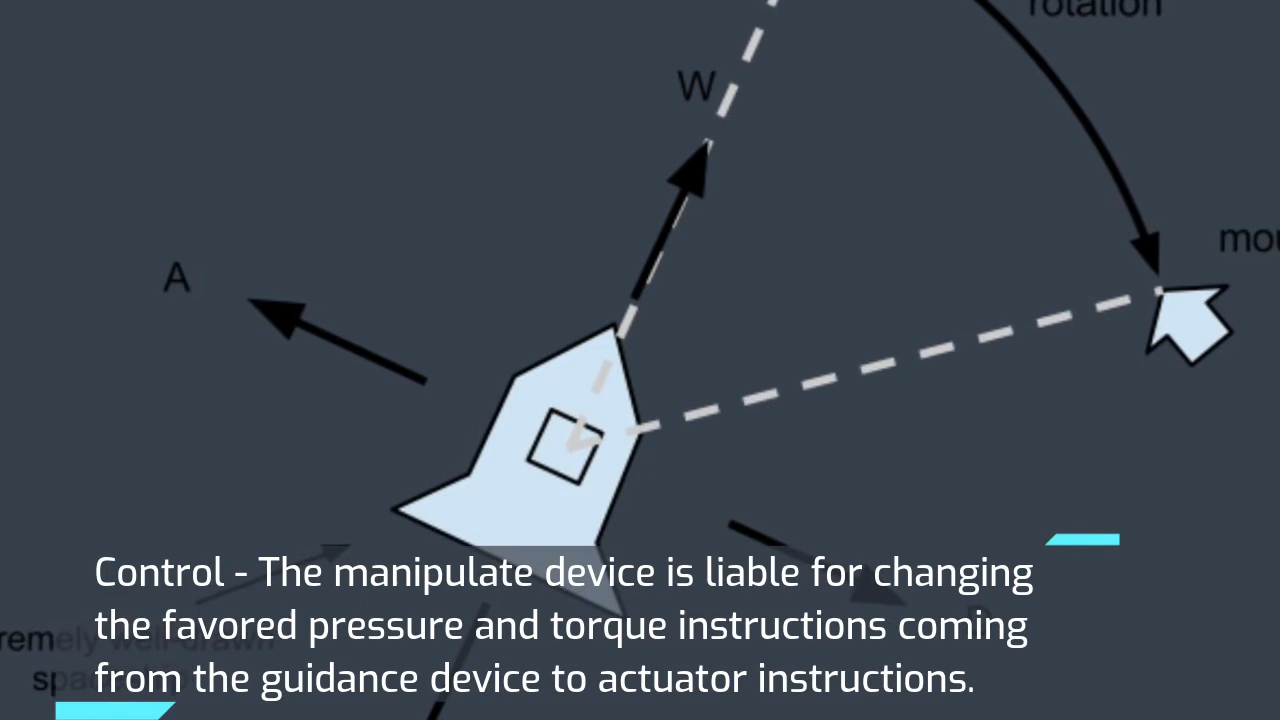 rotation
W
A
Control - The manipulate device is liable for changing
the favored pressure and torque instructions coming
from the guidance device to actuator instructions.